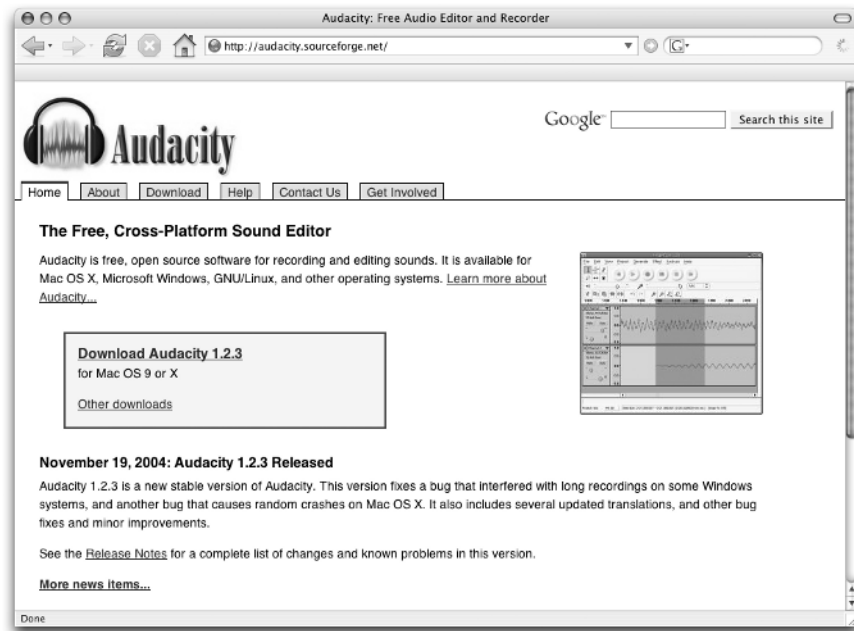 Audacity: Free Audio Editor and Recorder
http://audacity.sourceforge.net/
G
Google™
Search this site
Audacity
Home
About
Download
Help
Contact Us
Get Involved
The Free, Cross-Platform Sound Editor
Audacity is free, open source software for recording and editing sounds. It is available for
Mac OS X, Microsoft Windows, GNU/Linux, and other operating systems. Learn more about
Audacity...
Download Audacity 1.2.3
for Mac OS 9 or X
Other downloads
November 19, 2004: Audacity 1.2.3 Released
Audacity 1.2.3 is a new stable version of Audacity. This version fixes a bug that interfered with long recordings on some Windows
systems, and another bug that causes random crashes on Mac OS X. It also includes several updated translations, and other bug
fixes and minor improvements.
See the Release Notes for a complete list of changes and known problems in this version.
More news items...
Done